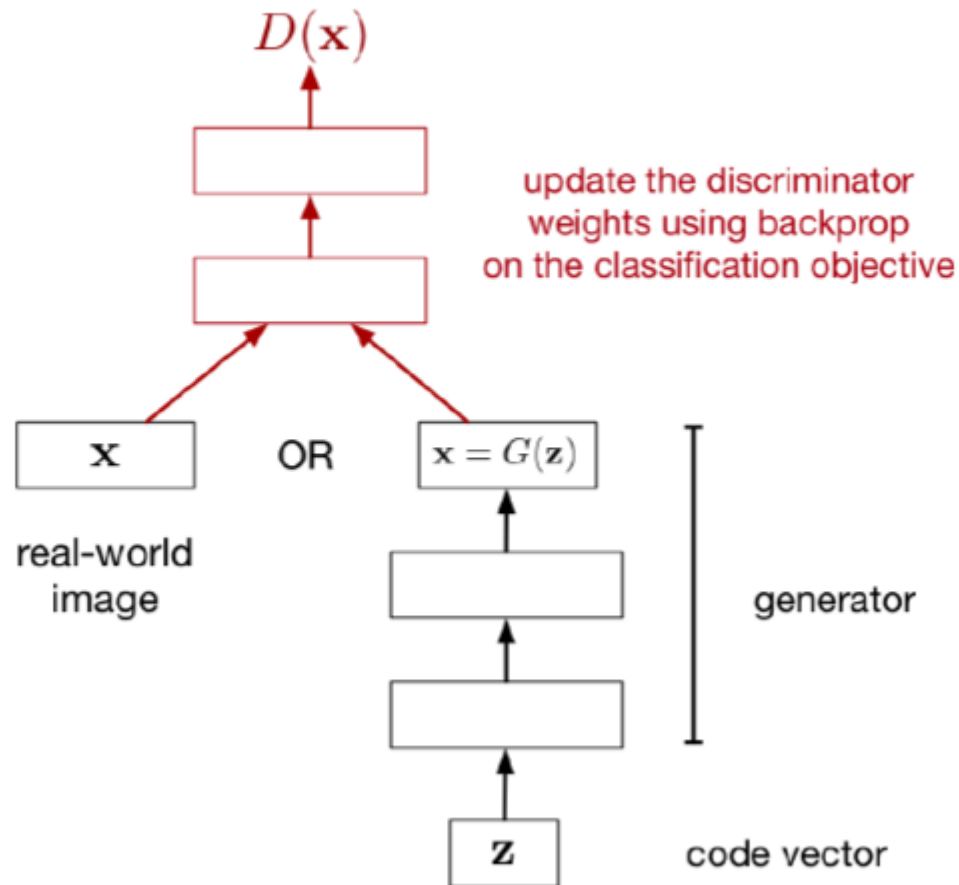 D(x)
update the discriminator
weights using backprop
on the classification objective
x
OR
x = G(z)
real-world
image
generator
z
code vector